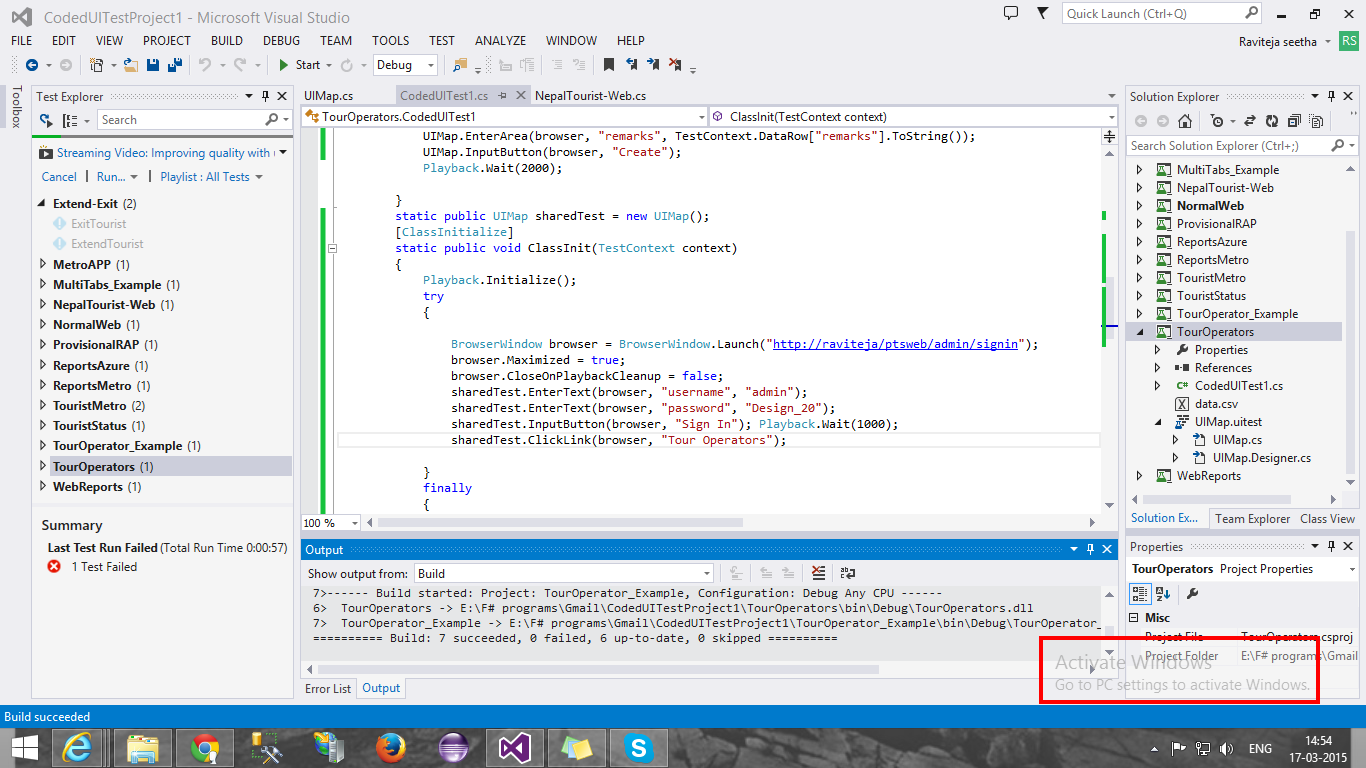 CodedUITestProject1 - Microsoft Visual Studio
Quick Launch (Ctrl+Q)
FILE EDIT VIEW PROJECT BUILD DEBUG TEAM TOOLS TEST ANALYZE WINDOW HELP
Raviteja seetha RS
Start Debug
Toolbox
Test Explorer
Search
Streaming Video: Improving quality with
Cancel | Run... | Playlist : All Tests
Extend-Exit (2)
ExitTourist
ExtendTourist
MetroAPP (1)
MultiTabs_Example (1)
NepalTourist-Web (1)
NormalWeb (1)
ProvisionalRAP (1)
ReportsAzure (1)
ReportsMetro (1)
TouristMetro (2)
TouristStatus (1)
TourOperator_Example (1)
TourOperators (1)
WebReports (1)
Summary
Last Test Run Failed (Total Run Time 0:00:57)
1 Test Failed
UIMap.cs CodedUITest1.cs NepalTourist-Web.cs
TourOperators.CodedUITest1 ClassInit(TestContext context)
UIMap.EnterArea(browser, "remarks", TestContext.DataRow["remarks"].ToString());
UIMap.InputButton(browser, "Create");
Playback.Wait(2000);
}
static public UIMap sharedTest = new UIMap();
[ClassInitialize]
static public void ClassInit(TestContext context)
{
Playback.Initialize();
try
{
BrowserWindow browser = BrowserWindow.Launch("http://raviteja/ptsweb/admin/signin");
browser.Maximized = true;
browser.CloseOnPlaybackCleanup = false;
sharedTest.EnterText(browser, "username", "admin");
sharedTest.EnterText(browser, "password", "Design_20");
sharedTest.InputButton(browser, "Sign In"); Playback.Wait(1000);
sharedTest.ClickLink(browser, "Tour Operators");
}
finally
{
100 %
Output
Show output from: Build
7>------ Build started: Project: TourOperator_Example, Configuration: Debug Any CPU ------
6> TourOperators -> E:\F# programs\Gmail\CodedUITestProject1\TourOperators\bin\Debug\TourOperators.dll
7> TourOperator_Example -> E:\F# programs\Gmail\CodedUITestProject1\TourOperator_Example\bin\Debug\TourOperator_
========== Build: 7 succeeded, 0 failed, 6 up-to-date, 0 skipped ==========
Error List Output
Solution Explorer
Search Solution Explorer (Ctrl+;)
MultiTabs_Example
NepalTourist-Web
NormalWeb
ProvisionalRAP
ReportsAzure
ReportsMetro
TouristMetro
TouristStatus
TourOperator_Example
TourOperators
Properties
References
CodedUITest1.cs
data.csv
UIMap.uitest
UIMap.cs
UIMap.Designer.cs
WebReports
Solution Ex... Team Explorer Class View
Properties
TourOperators Project Properties
Misc
Project File TourOperators.csproj
Project Folder E:\F# programs\Gmail
Activate Windows
Go to PC settings to activate Windows.
Build succeeded
ENG
14:54
17-03-2015